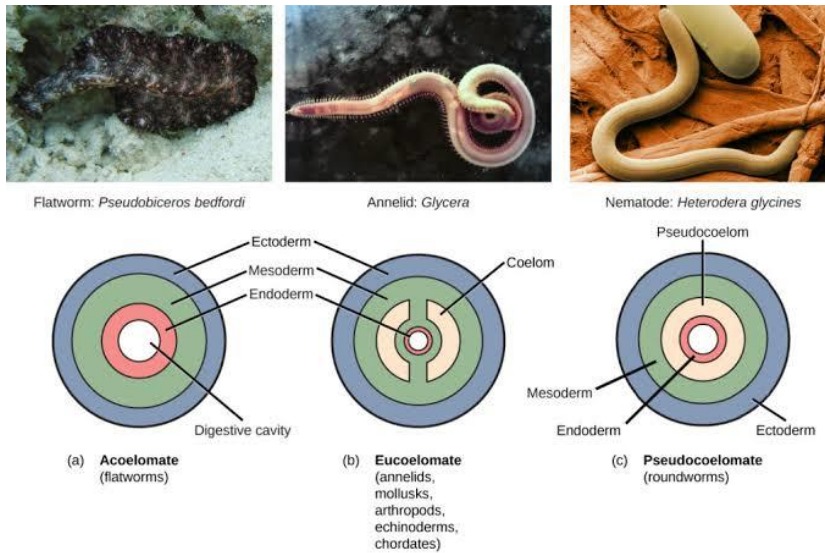 Flatworm: Pseudobiceros bedfordi
Annelid: Glycera
Nematode: Heterodera glycines
Ectoderm
Mesoderm
Endoderm
Digestive cavity
Coelom
Pseudocoelom
Mesoderm
Endoderm
Ectoderm
(a) Acoelomate
(flatworms)
(b) Eucoelomate
(annelids,
mollusks,
arthropods,
echinoderms,
chordates)
(c) Pseudocoelomate
(roundworms)